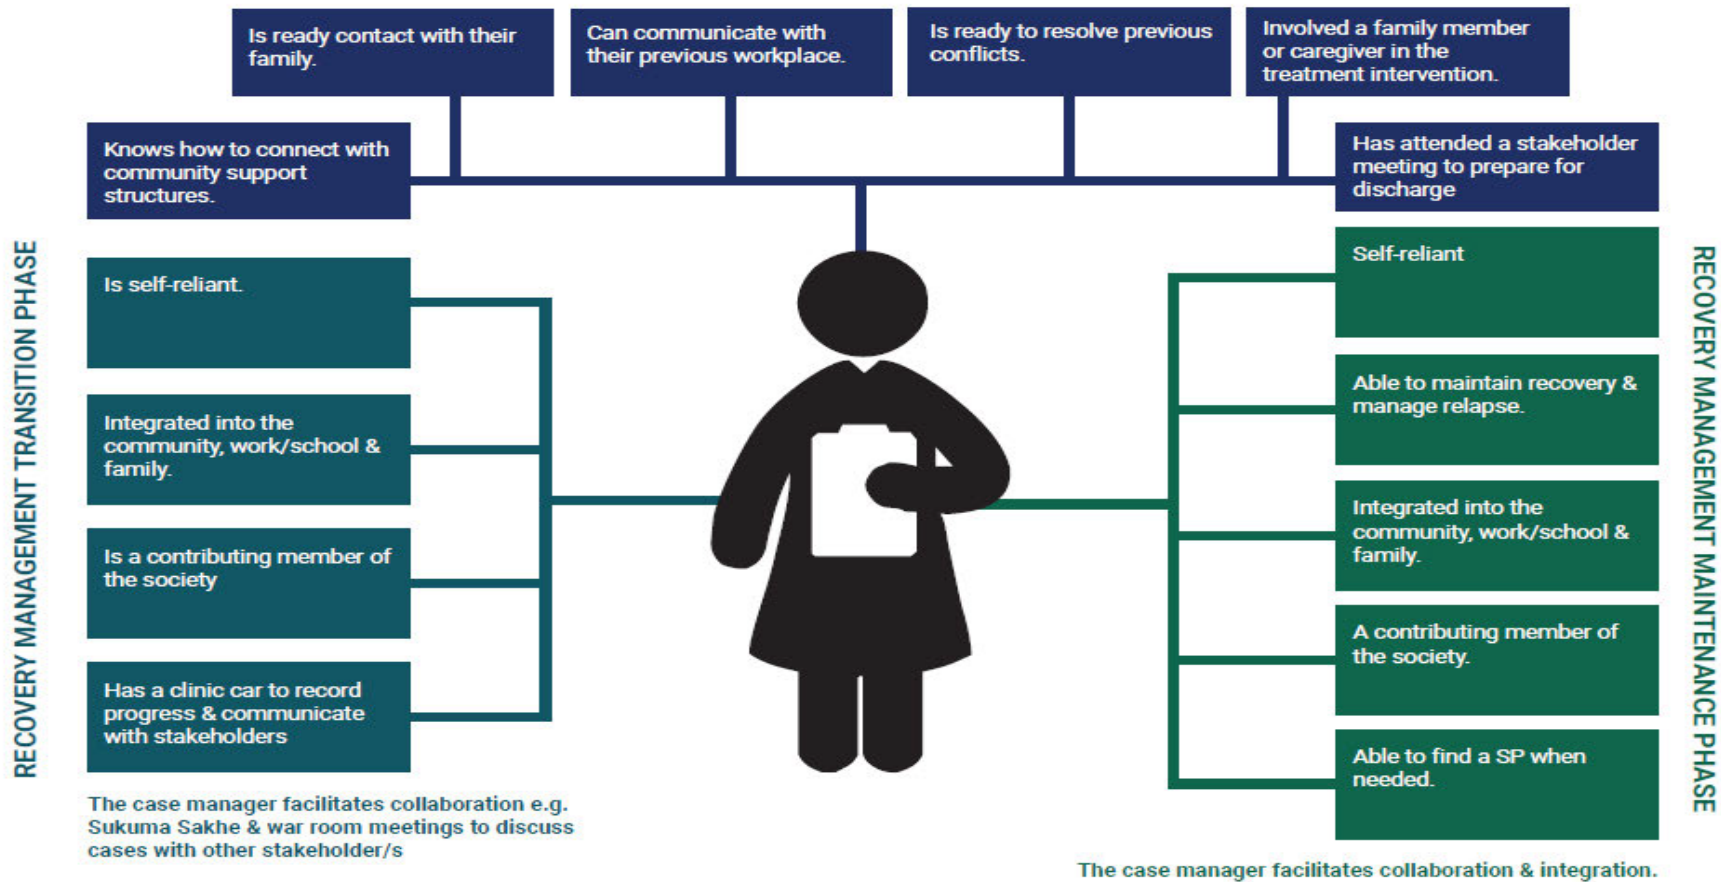 Is ready contact with their
family.
Can communicate with
their previous workplace.
Is ready to resolve previous
conflicts.
Involved a family member
or caregiver in the
treatment intervention.
Knows how to connect with
community support
structures.
Has attended a stakeholder
meeting to prepare for
discharge
RECOVERY MANAGEMENT TRANSITION PHASE
Is self-reliant.
Integrated into the
community, work/school &
family.
Is a contributing member of
the society
Has a clinic car to record
progress & communicate
with stakeholders
The case manager facilitates collaboration e.g.
Sukuma Sakhe & war room meetings to discuss
cases with other stakeholder/s
Self-reliant
Able to maintain recovery &
manage relapse.
Integrated into the
community, work/school &
family.
A contributing member of
the society.
Able to find a SP when
needed.
RECOVERY MANAGEMENT MAINTENANCE PHASE
The case manager facilitates collaboration & integration.